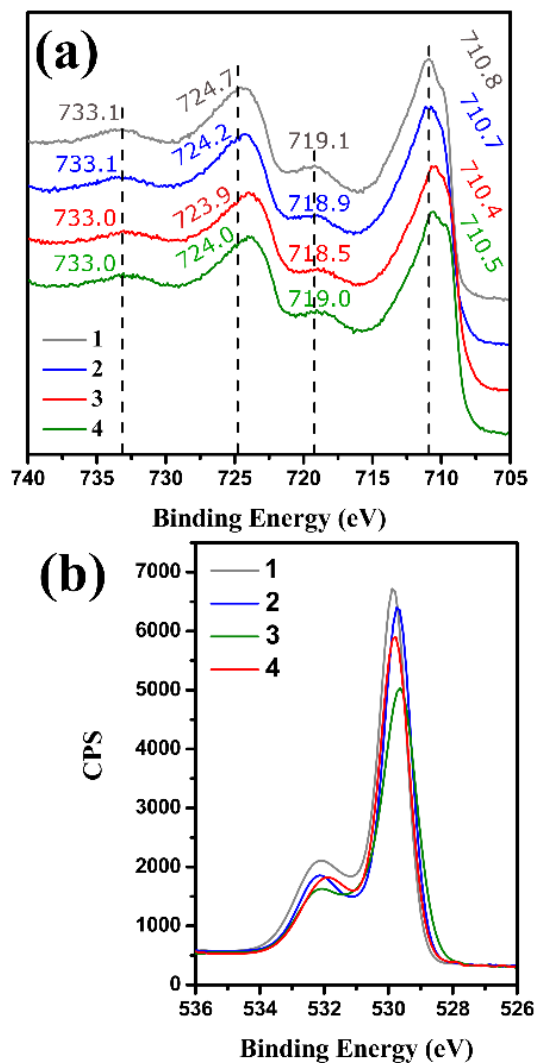 (a)
733.1 724.7 719.1 710.8
733.1 724.2 718.9 710.7
733.0 723.9 718.5 710.4
733.0 724.0 719.0 710.5
1
2
3
4
740 735 730 725 720 715 710 705
Binding Energy (eV)
(b)
7000
6000
5000
4000
3000
2000
1000
0
CPS
1
2
3
4
536 534 532 530 528 526
Binding Energy (eV)